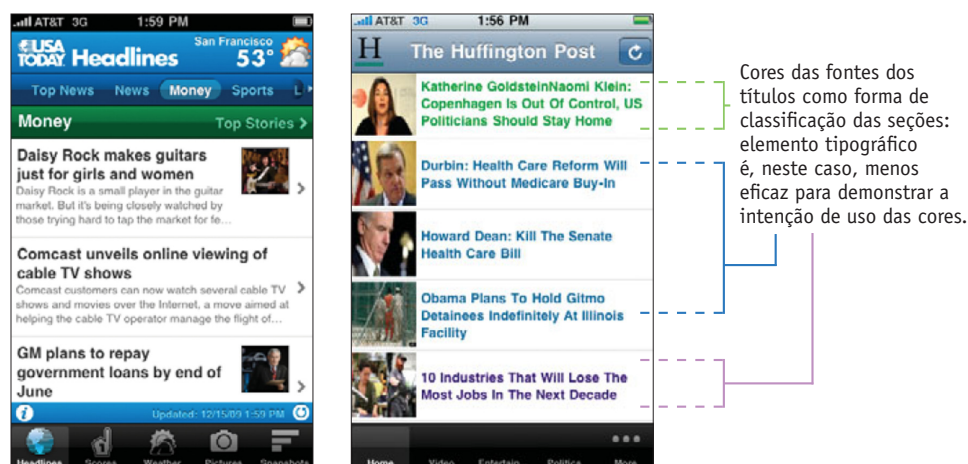 AT&T 3G 1:59 PM
USA TODAY Headlines
San Francisco
53°
Top News News Money Sports L
Money Top Stories >
Daisy Rock makes guitars
just for girls and women
Daisy Rock is a small player in the guitar
market. But it's being closely watched by
those trying hard to tap the market for fe...
Comcast unveils online viewing of
cable TV shows
Comcast customers can now watch several cable TV
shows and movies over the Internet, a move aimed at
helping the cable TV operator manage the flight of...
GM plans to repay
government loans by end of
June
Updated: 12/15/09 1:59 PM
Headlines Scores Weather Pictures Snapshots
AT&T 3G 1:56 PM
H The Huffington Post
Katherine GoldsteinNaomi Klein:
Copenhagen Is Out Of Control, US
Politicians Should Stay Home
Durbin: Health Care Reform Will
Pass Without Medicare Buy-In
Howard Dean: Kill The Senate
Health Care Bill
Obama Plans To Hold Gitmo
Detainees Indefinitely At Illinois
Facility
10 Industries That Will Lose The
Most Jobs In The Next Decade
Home Video Entertain Politics More
Cores das fontes dos
títulos como forma de
classificação das seções:
elemento tipográfico
é, neste caso, menos
eficaz para demonstrar a
intenção de uso das cores.